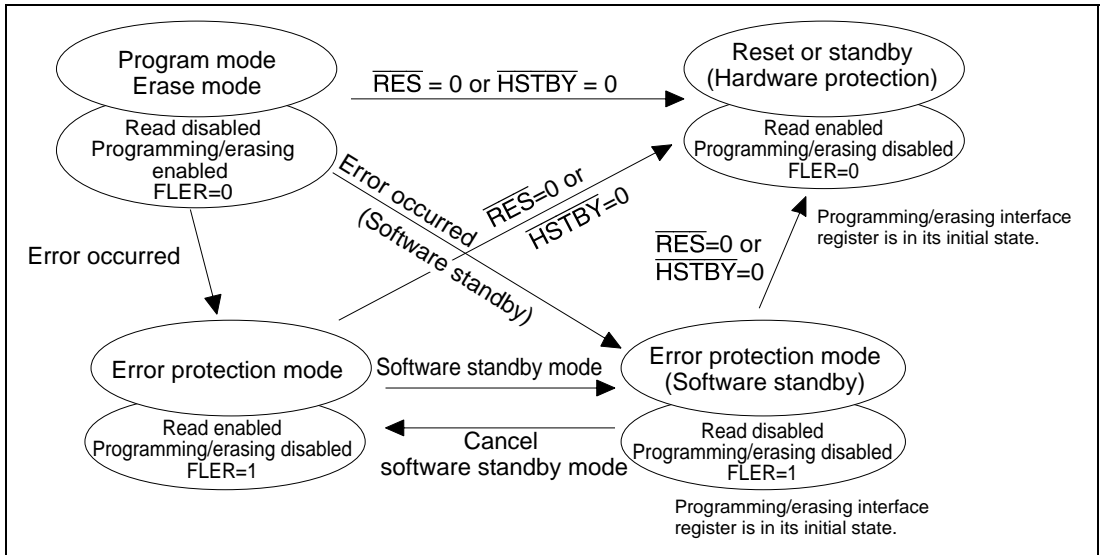 Program mode
Erase mode
Read disabled
Programming/erasing
enabled
FLER=0
RES = 0 or HSTBY = 0
Reset or standby
(Hardware protection)
Read enabled
Programming/erasing disabled
FLER=0
Programming/erasing interface
register is in its initial state.
Error occurred
Error occurred
(Software standby)
RES=0 or
HSTBY=0
RES=0 or
HSTBY=0
Error protection mode
Read enabled
Programming/erasing disabled
FLER=1
Software standby mode
Cancel
software standby mode
Error protection mode
(Software standby)
Read disabled
Programming/erasing disabled
FLER=1
Programming/erasing interface
register is in its initial state.